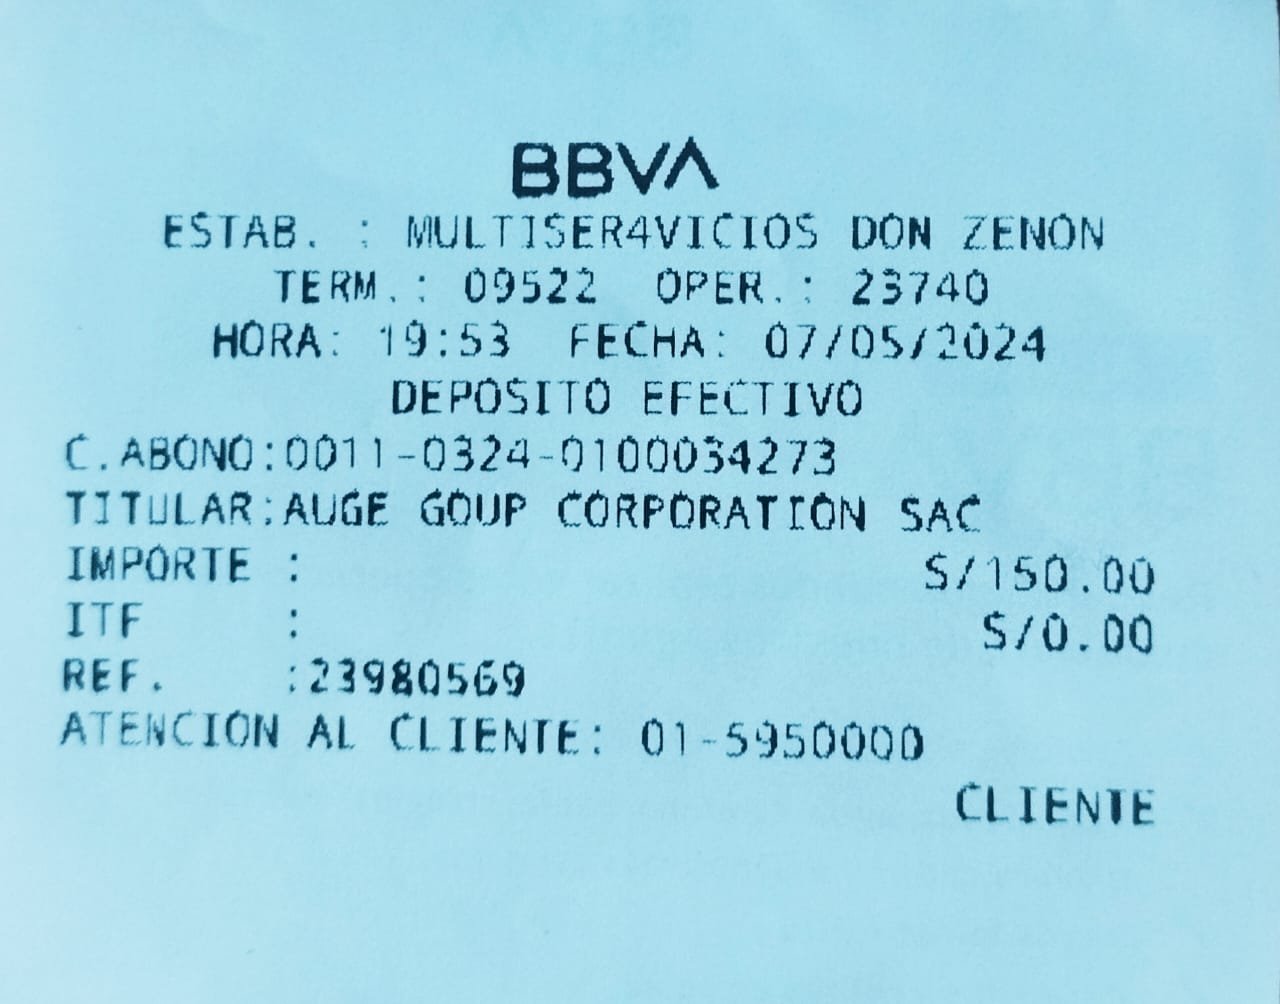 BBVA
ESTAB. : MULTISER4VICIOS DON ZENON
TERM.: 09522 OPER.: 23740
HORA: 19:53 FECHA: 07/05/2024
DEPOSITO EFECTIVO
C.ABONO:0011-0324-0100034273
TITULAR:AUGE GOUP CORPORATION SAC
IMPORTE : S/150.00
ITF : S/0.00
REF. :23980569
ATENCION AL CLIENTE: 01-5950000
CLIENTE